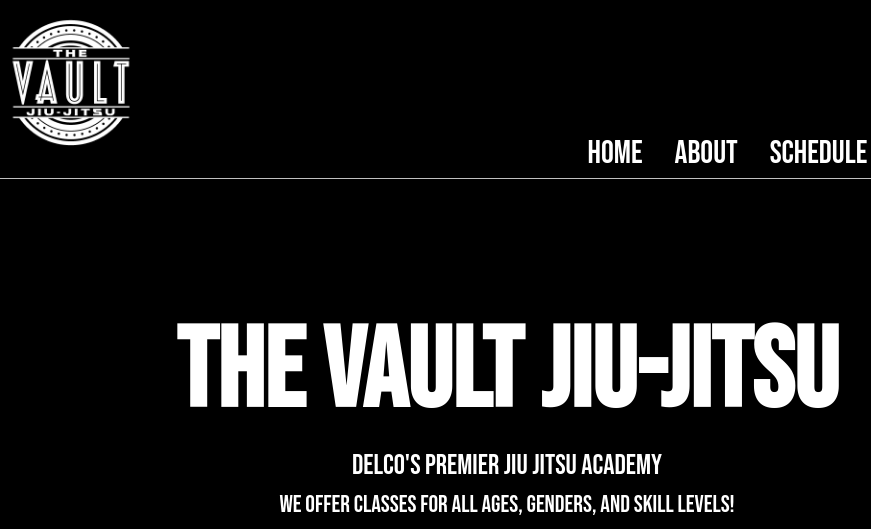 THE
VAULT
JIU-JITSU
HOME ABOUT SCHEDULE
THE VAULT JIU-JITSU
DELCO'S PREMIER JIU JITSU ACADEMY
WE OFFER CLASSES FOR ALL AGES, GENDERS, AND SKILL LEVELS!